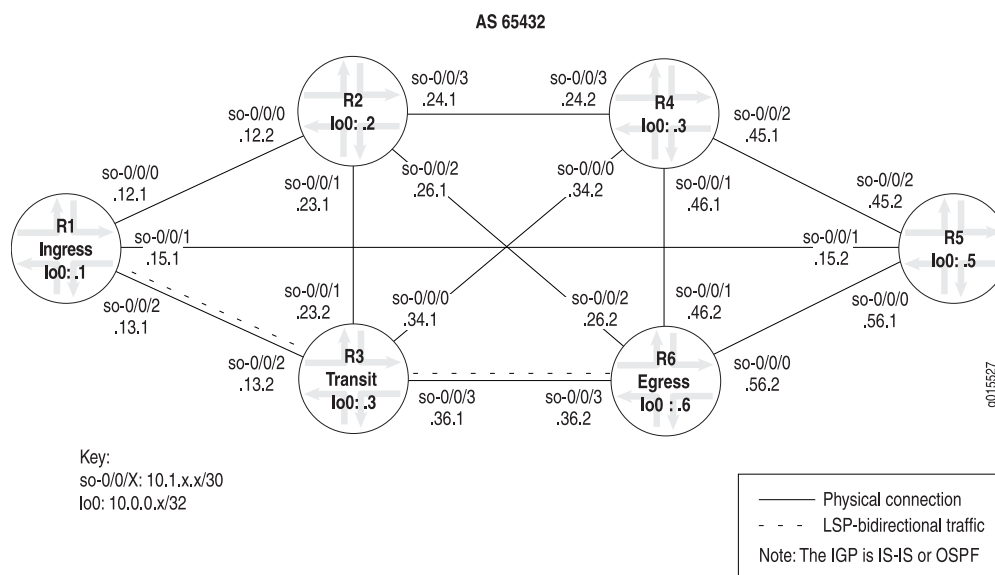 AS 65432
so-0/0/3
.24.1
so-0/0/3
.24.2
R2
lo0: .2
R4
lo0: .3
so-0/0/0
.12.2
so-0/0/2
.45.1
so-0/0/2
.26.1
so-0/0/0
.34.2
so-0/0/0
.12.1
so-0/0/1
.23.1
so-0/0/1
.46.1
so-0/0/2
.45.2
R1
Ingress
lo0: .1
so-0/0/1
.15.1
so-0/0/1
.15.2
R5
lo0: .5
so-0/0/2
.13.1
so-0/0/1
.23.2
so-0/0/0
.34.1
so-0/0/2
.26.2
so-0/0/1
.46.2
so-0/0/0
.56.1
so-0/0/2
.13.2
R3
Transit
lo0: .3
R6
Egress
lo0 : .6
so-0/0/3
.36.1
so-0/0/3
.36.2
so-0/0/0
.56.2
g015527
Key:
so-0/0/X: 10.1.x.x/30
lo0: 10.0.0.x/32
Physical connection
LSP-bidirectional traffic
Note: The IGP is IS-IS or OSPF